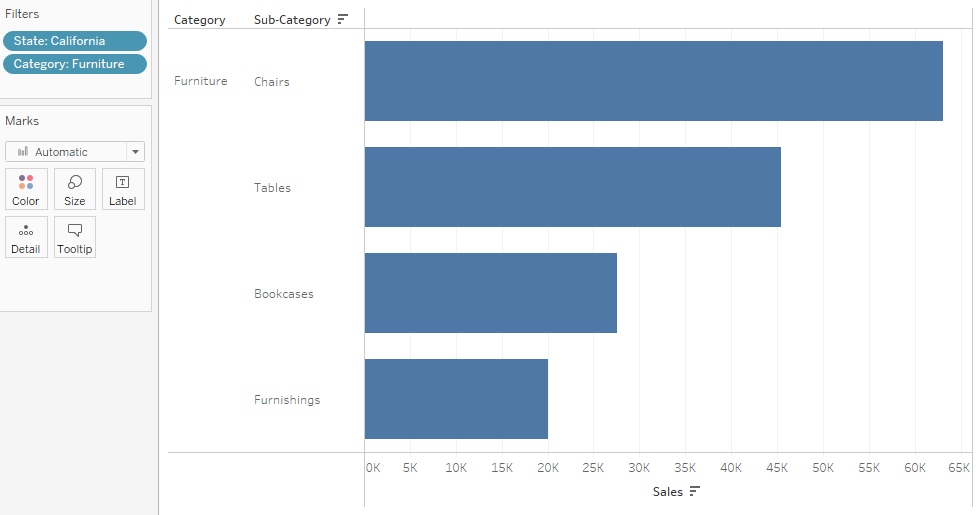 Filters
State: California
Category: Furniture
Marks
Automatic
Color Size Label
Detail Tooltip
Category Sub-Category
Furniture Chairs
Tables
Bookcases
Furnishings
0K 5K 10K 15K 20K 25K 30K 35K 40K 45K 50K 55K 60K 65K
Sales